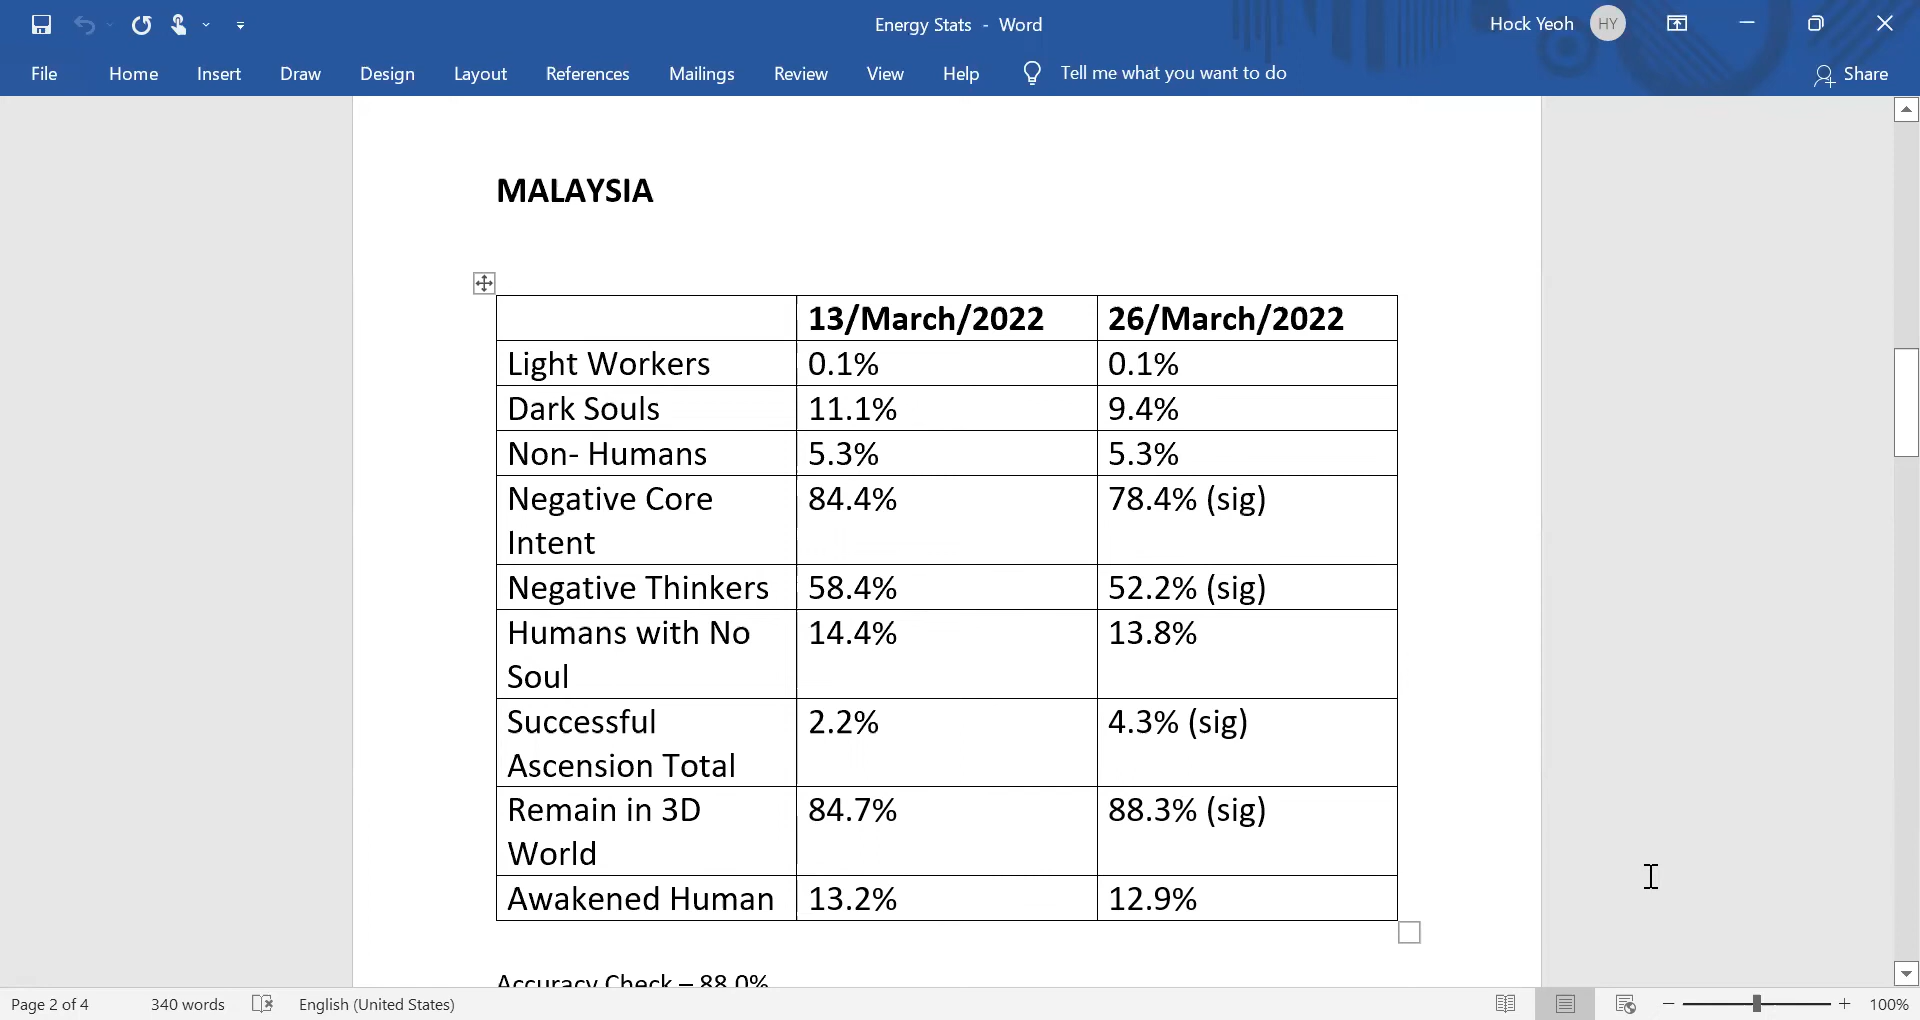 Energy Stats - Word
Hock Yeoh HY
File Home Insert Draw Design Layout References Mailings Review View Help Tell me what you want to do Share
MALAYSIA
13/March/2022 26/March/2022
Light Workers 0.1% 0.1%
Dark Souls 11.1% 9.4%
Non- Humans 5.3% 5.3%
Negative Core 84.4% 78.4% (sig)
Intent
Negative Thinkers 58.4% 52.2% (sig)
Humans with No 14.4% 13.8%
Soul
Successful 2.2% 4.3% (sig)
Ascension Total
Remain in 3D 84.7% 88.3% (sig)
World
Awakened Human 13.2% 12.9%
Accuracy Check – 88.0%
Page 2 of 4 340 words English (United States) 100%